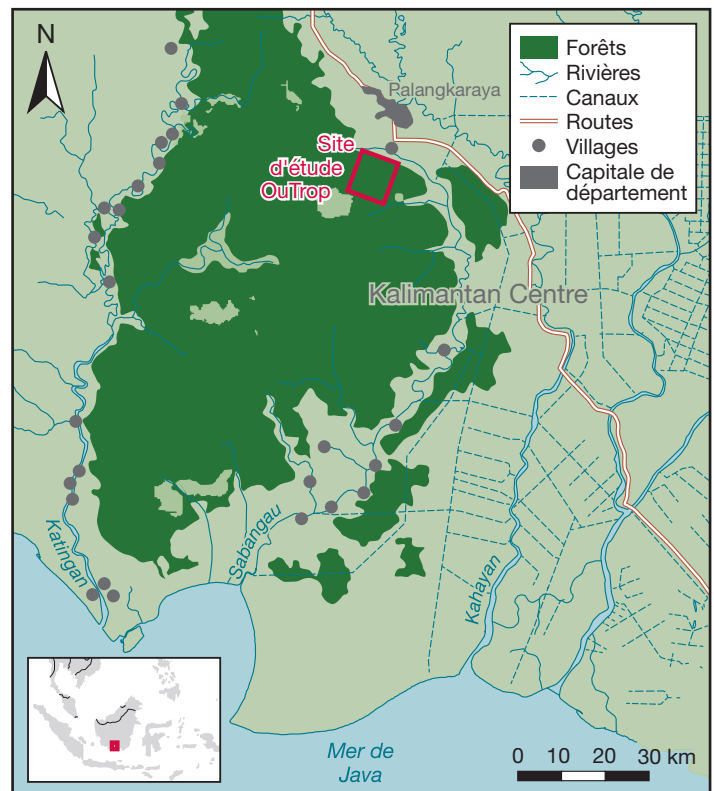 N
Forêts
Rivières
Canaux
Routes
Villages
Capitale de
département
Palangkaraya
Site
d'étude
OuTrop
Kalimantan Centre
Katingan
Sabangau
Kahayan
Mer de
Java
0 10 20 30 km